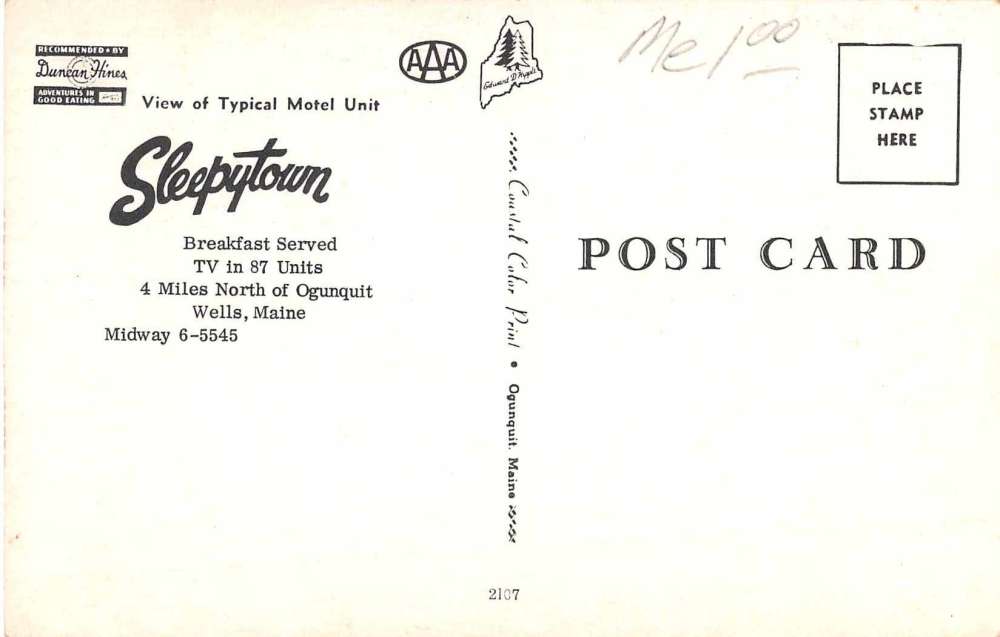 RECOMMENDED BY
Duncan Hines
ADVENTURES IN
GOOD EATING
View of Typical Motel Unit
AAA
Me 1 00
PLACE
STAMP
HERE
Sleepytown
Breakfast Served
TV in 87 Units
4 Miles North of Ogunquit
Wells, Maine
Midway 6-5545
POST CARD
Coastal Color Print • Ogunquit, Maine
2107